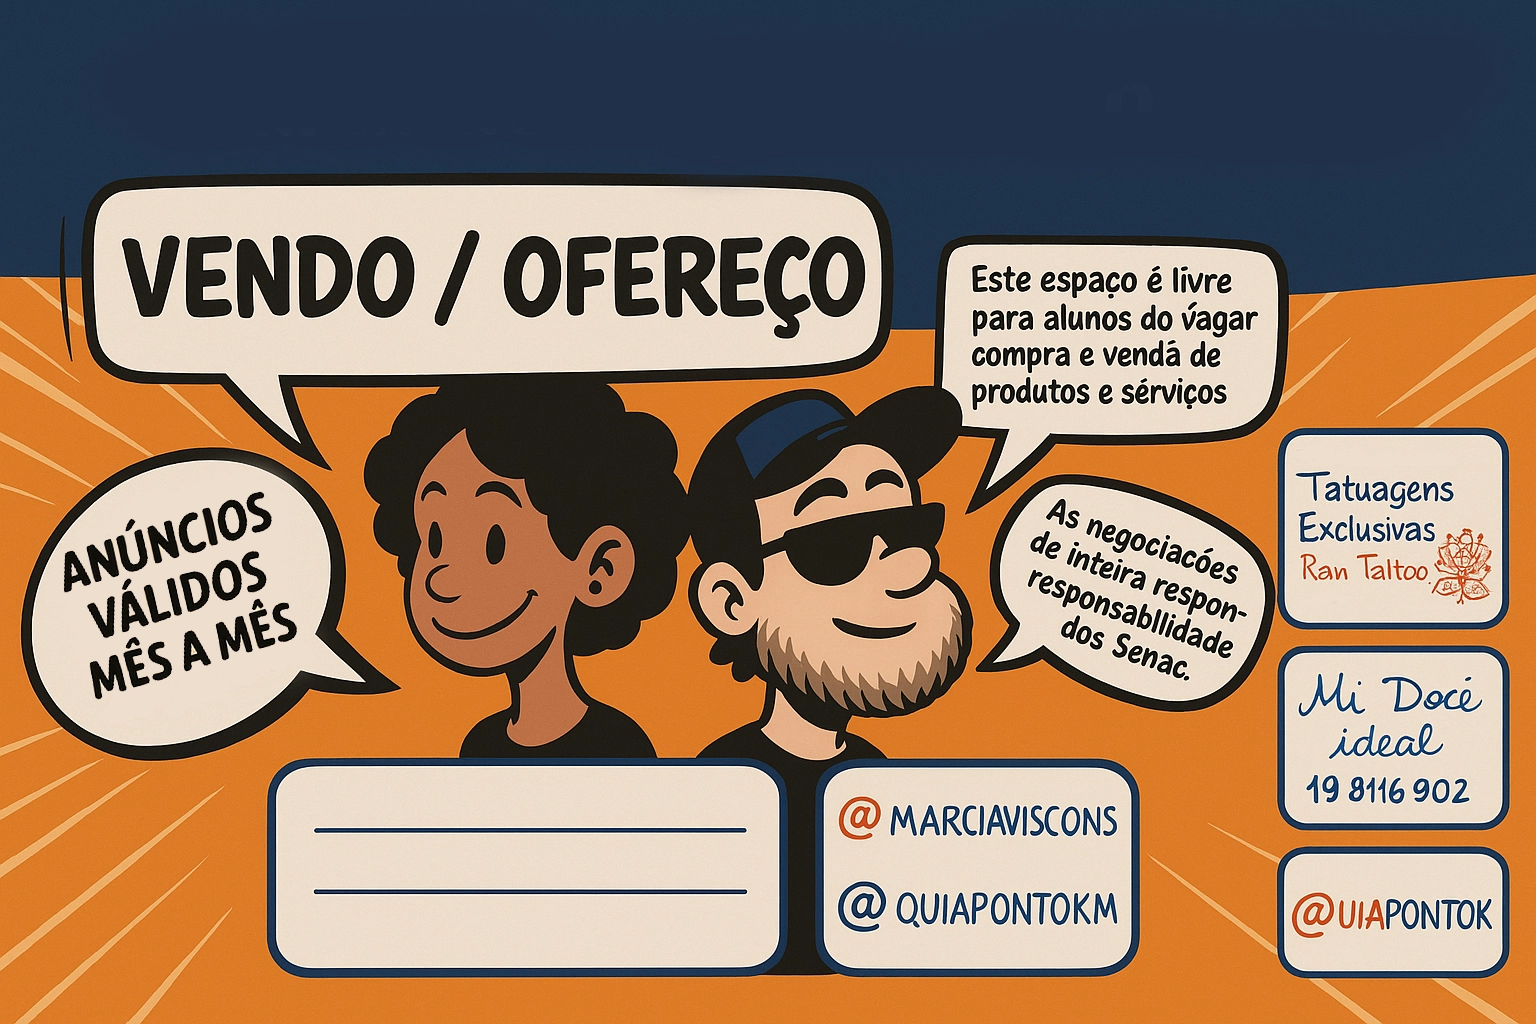 VENDO / OFEREÇO
Este espaço é livre
para alunos do vagar
compra e vendá de
produtos e sérviços
ANÚNCIOS
VÁLIDOS
MÊS A MÊS
As negociacóes
de inteira respon-
responsabllidade
dos Senac.
Tatuagens
Exclusivas
Ran Taltoo.
Mi Docé
ideal
19 8116 902
@UIAPONTOK
@ MARCIAVISCONS
@ QUIAPONTOKM